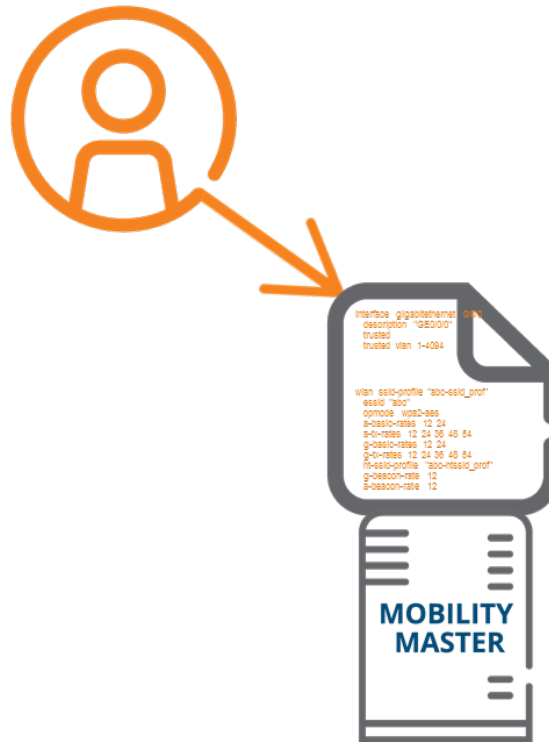 interface gigabitethernet 0/0/0
description "GE0/0/0"
trusted
trusted vlan 1-4094
wlan ssid-profile "abc-ssid_prof"
essid "abc"
opmode wpa2-aes
a-basic-rates 12 24
a-tx-rates 12 24 36 48 54
g-basic-rates 12 24
g-tx-rates 12 24 36 48 54
ht-ssid-profile "abc-htssid_prof"
g-beacon-rate 12
a-beacon-rate 12
MOBILITY
MASTER